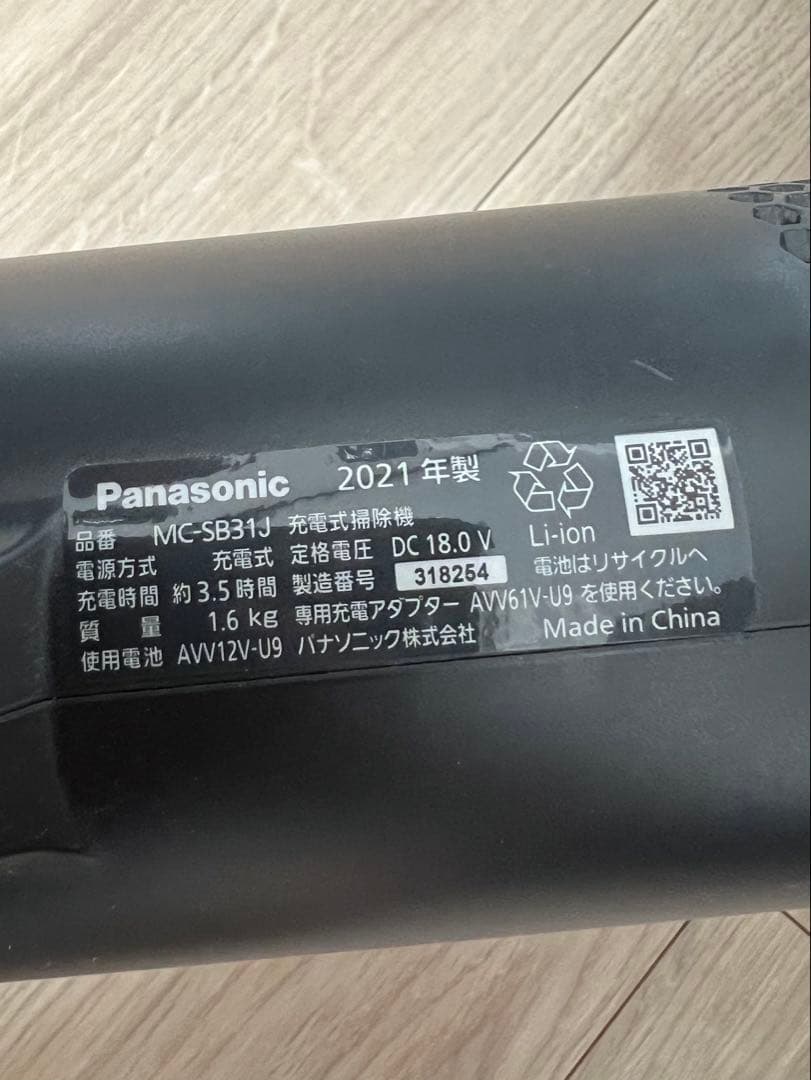 Panasonic 2021年製
品番 MC-SB31J 充電式掃除機
電源方式 充電式 定格電圧 DC 18.0 V
充電時間 約3.5時間 製造番号 318254
質量 1.6 kg 専用充電アダプター AVV61V-U9 を使用ください。
使用電池 AVV12V-U9 パナソニック株式会社
Li-ion
電池はリサイクルへ
Made in China